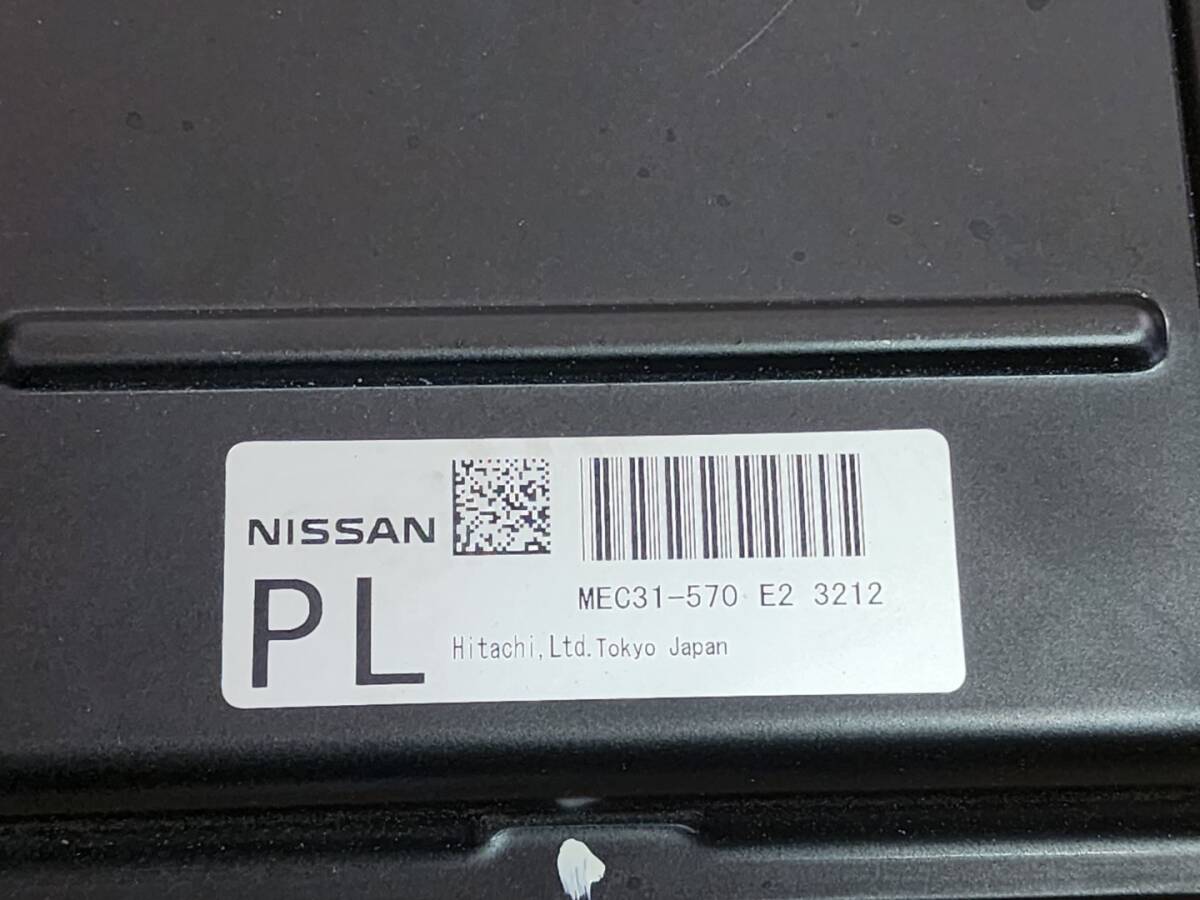 NISSAN
PL
MEC31-570 E2 3212
Hitachi,Ltd.Tokyo Japan